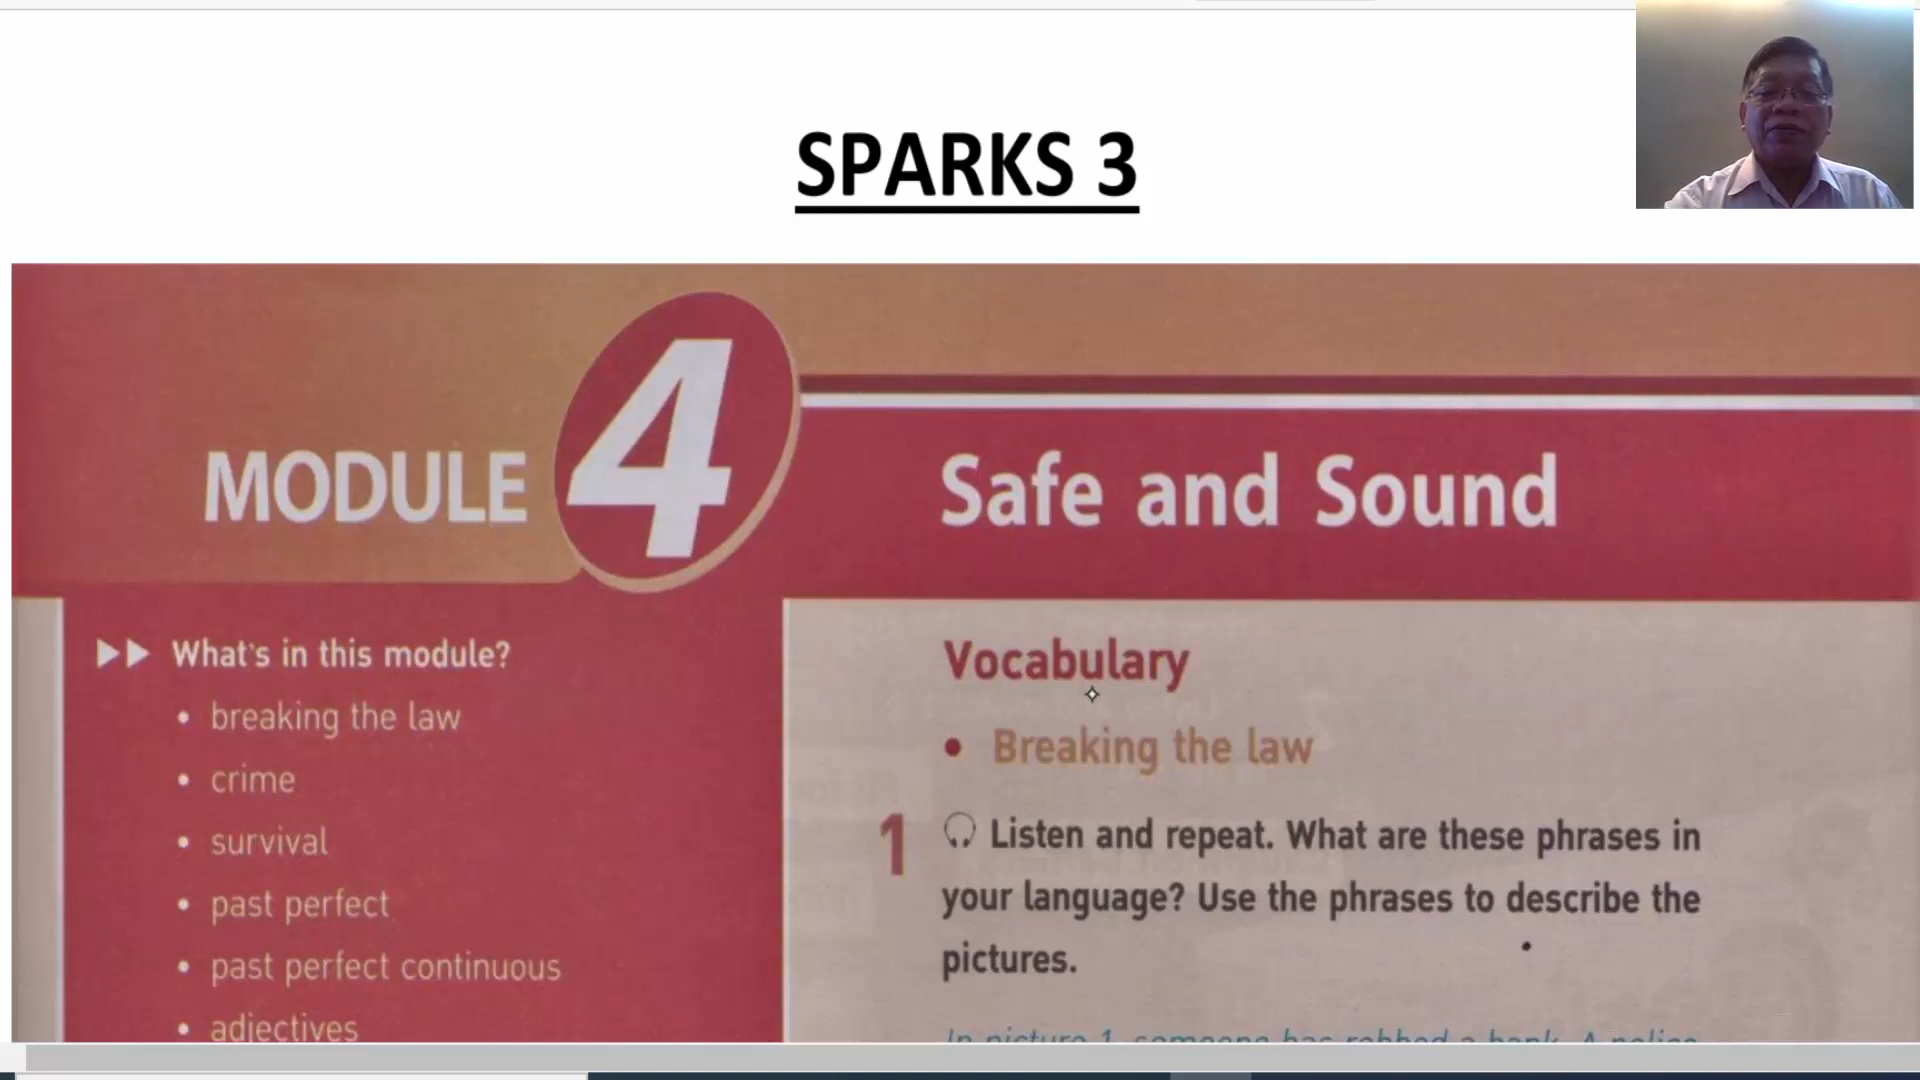 SPARKS 3
MODULE 4
Safe and Sound
What's in this module?
• breaking the law
• crime
• survival
• past perfect
• past perfect continuous
• adjectives
Vocabulary
• Breaking the law
1 Listen and repeat. What are these phrases in
your language? Use the phrases to describe the
pictures.
In picture 1, someone has robbed a bank. A police